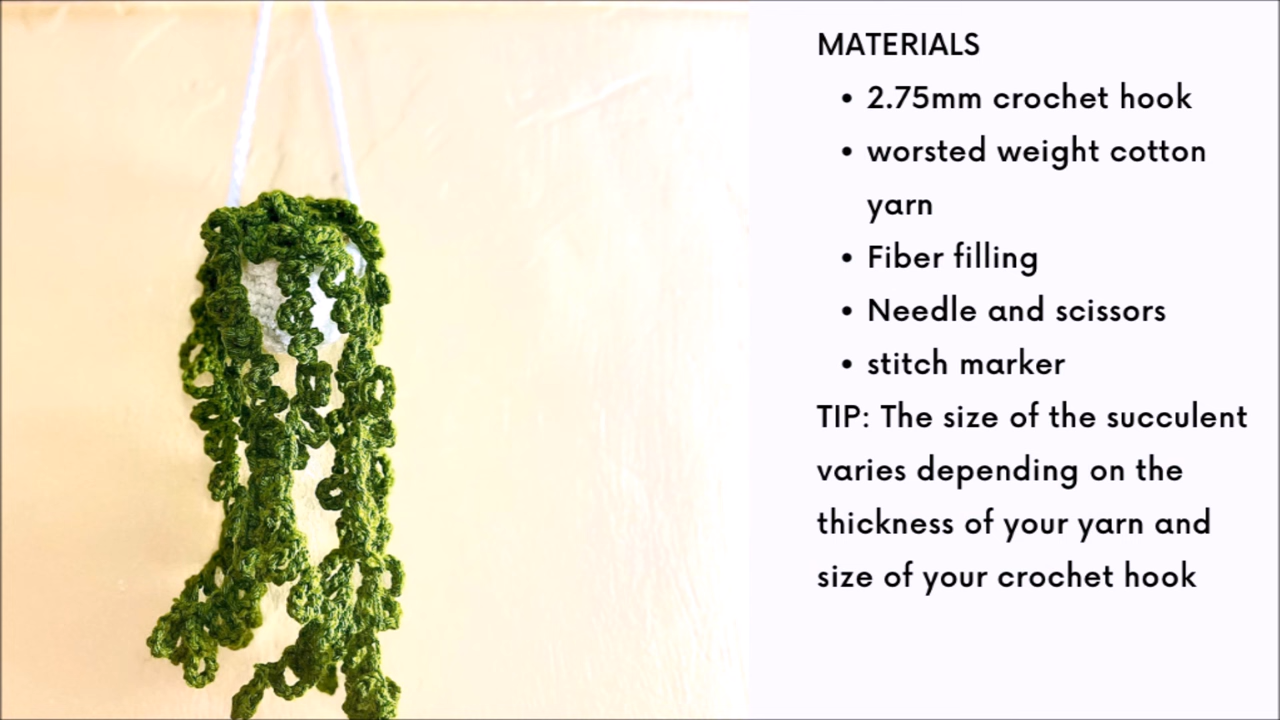 MATERIALS
• 2.75mm crochet hook
• worsted weight cotton
yarn
• Fiber filling
• Needle and scissors
• stitch marker
TIP: The size of the succulent
varies depending on the
thickness of your yarn and
size of your crochet hook